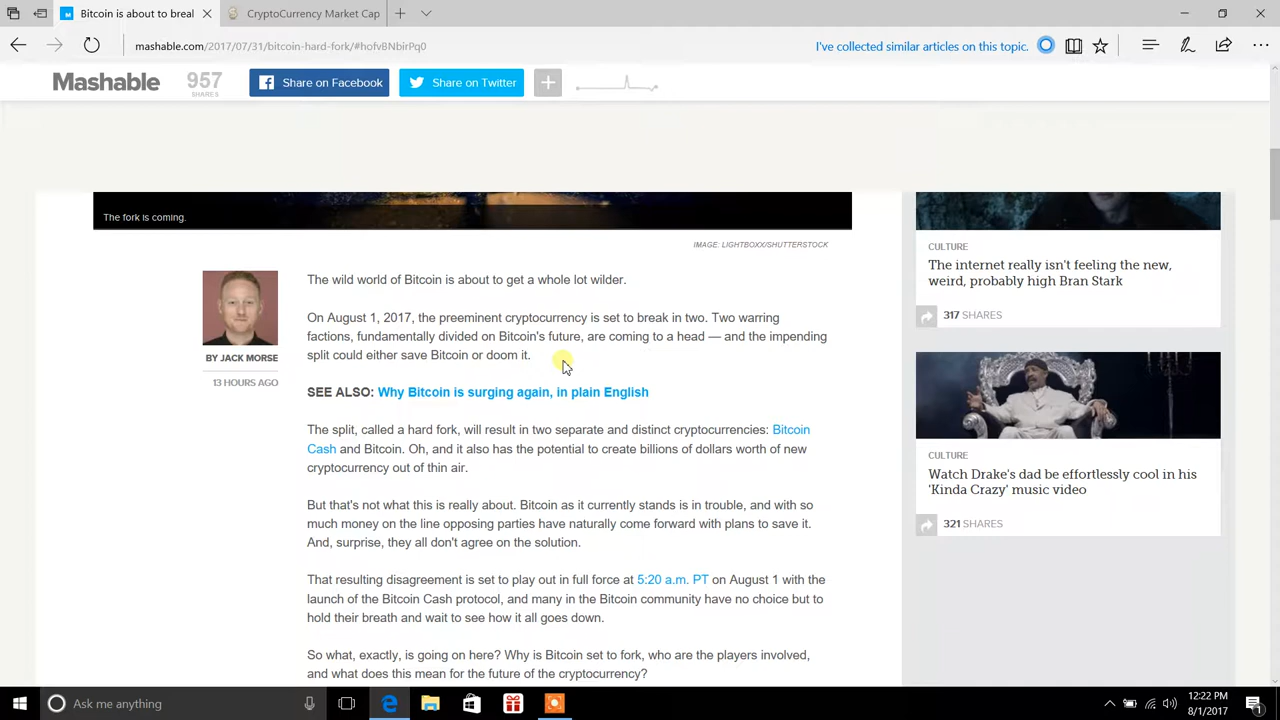 Bitcoin is about to break
CryptoCurrency Market Cap
mashable.com/2017/07/31/bitcoin-hard-fork/#hofvBNbirPq0
I've collected similar articles on this topic.
Mashable
957
SHARES
Share on Facebook
Share on Twitter
The fork is coming.
IMAGE: LIGHTBOXX/SHUTTERSTOCK
BY JACK MORSE
13 HOURS AGO
The wild world of Bitcoin is about to get a whole lot wilder.
On August 1, 2017, the preeminent cryptocurrency is set to break in two. Two warring
factions, fundamentally divided on Bitcoin's future, are coming to a head — and the impending
split could either save Bitcoin or doom it.
SEE ALSO: Why Bitcoin is surging again, in plain English
The split, called a hard fork, will result in two separate and distinct cryptocurrencies: Bitcoin
Cash and Bitcoin. Oh, and it also has the potential to create billions of dollars worth of new
cryptocurrency out of thin air.
But that's not what this is really about. Bitcoin as it currently stands is in trouble, and with so
much money on the line opposing parties have naturally come forward with plans to save it.
And, surprise, they all don't agree on the solution.
That resulting disagreement is set to play out in full force at 5:20 a.m. PT on August 1 with the
launch of the Bitcoin Cash protocol, and many in the Bitcoin community have no choice but to
hold their breath and wait to see how it all goes down.
So what, exactly, is going on here? Why is Bitcoin set to fork, who are the players involved,
and what does this mean for the future of the cryptocurrency?
CULTURE
The internet really isn't feeling the new,
weird, probably high Bran Stark
317 SHARES
CULTURE
Watch Drake's dad be effortlessly cool in his
'Kinda Crazy' music video
321 SHARES
Ask me anything
12:22 PM
8/1/2017